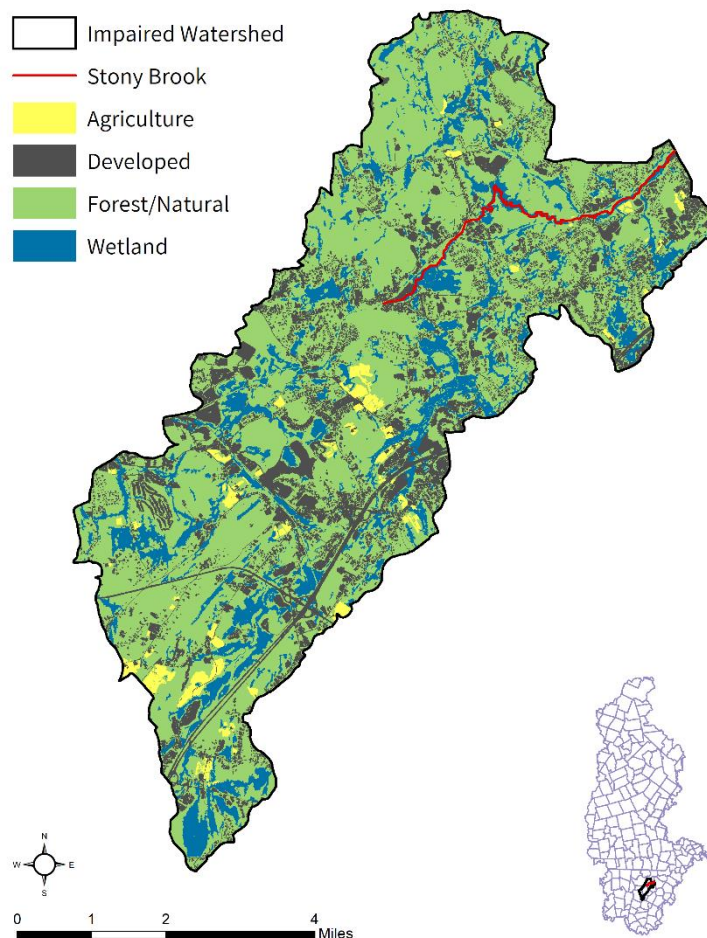 Impaired Watershed
Stony Brook
Agriculture
Developed
Forest/Natural
Wetland
N
W E
S
0 1 2 4
Miles